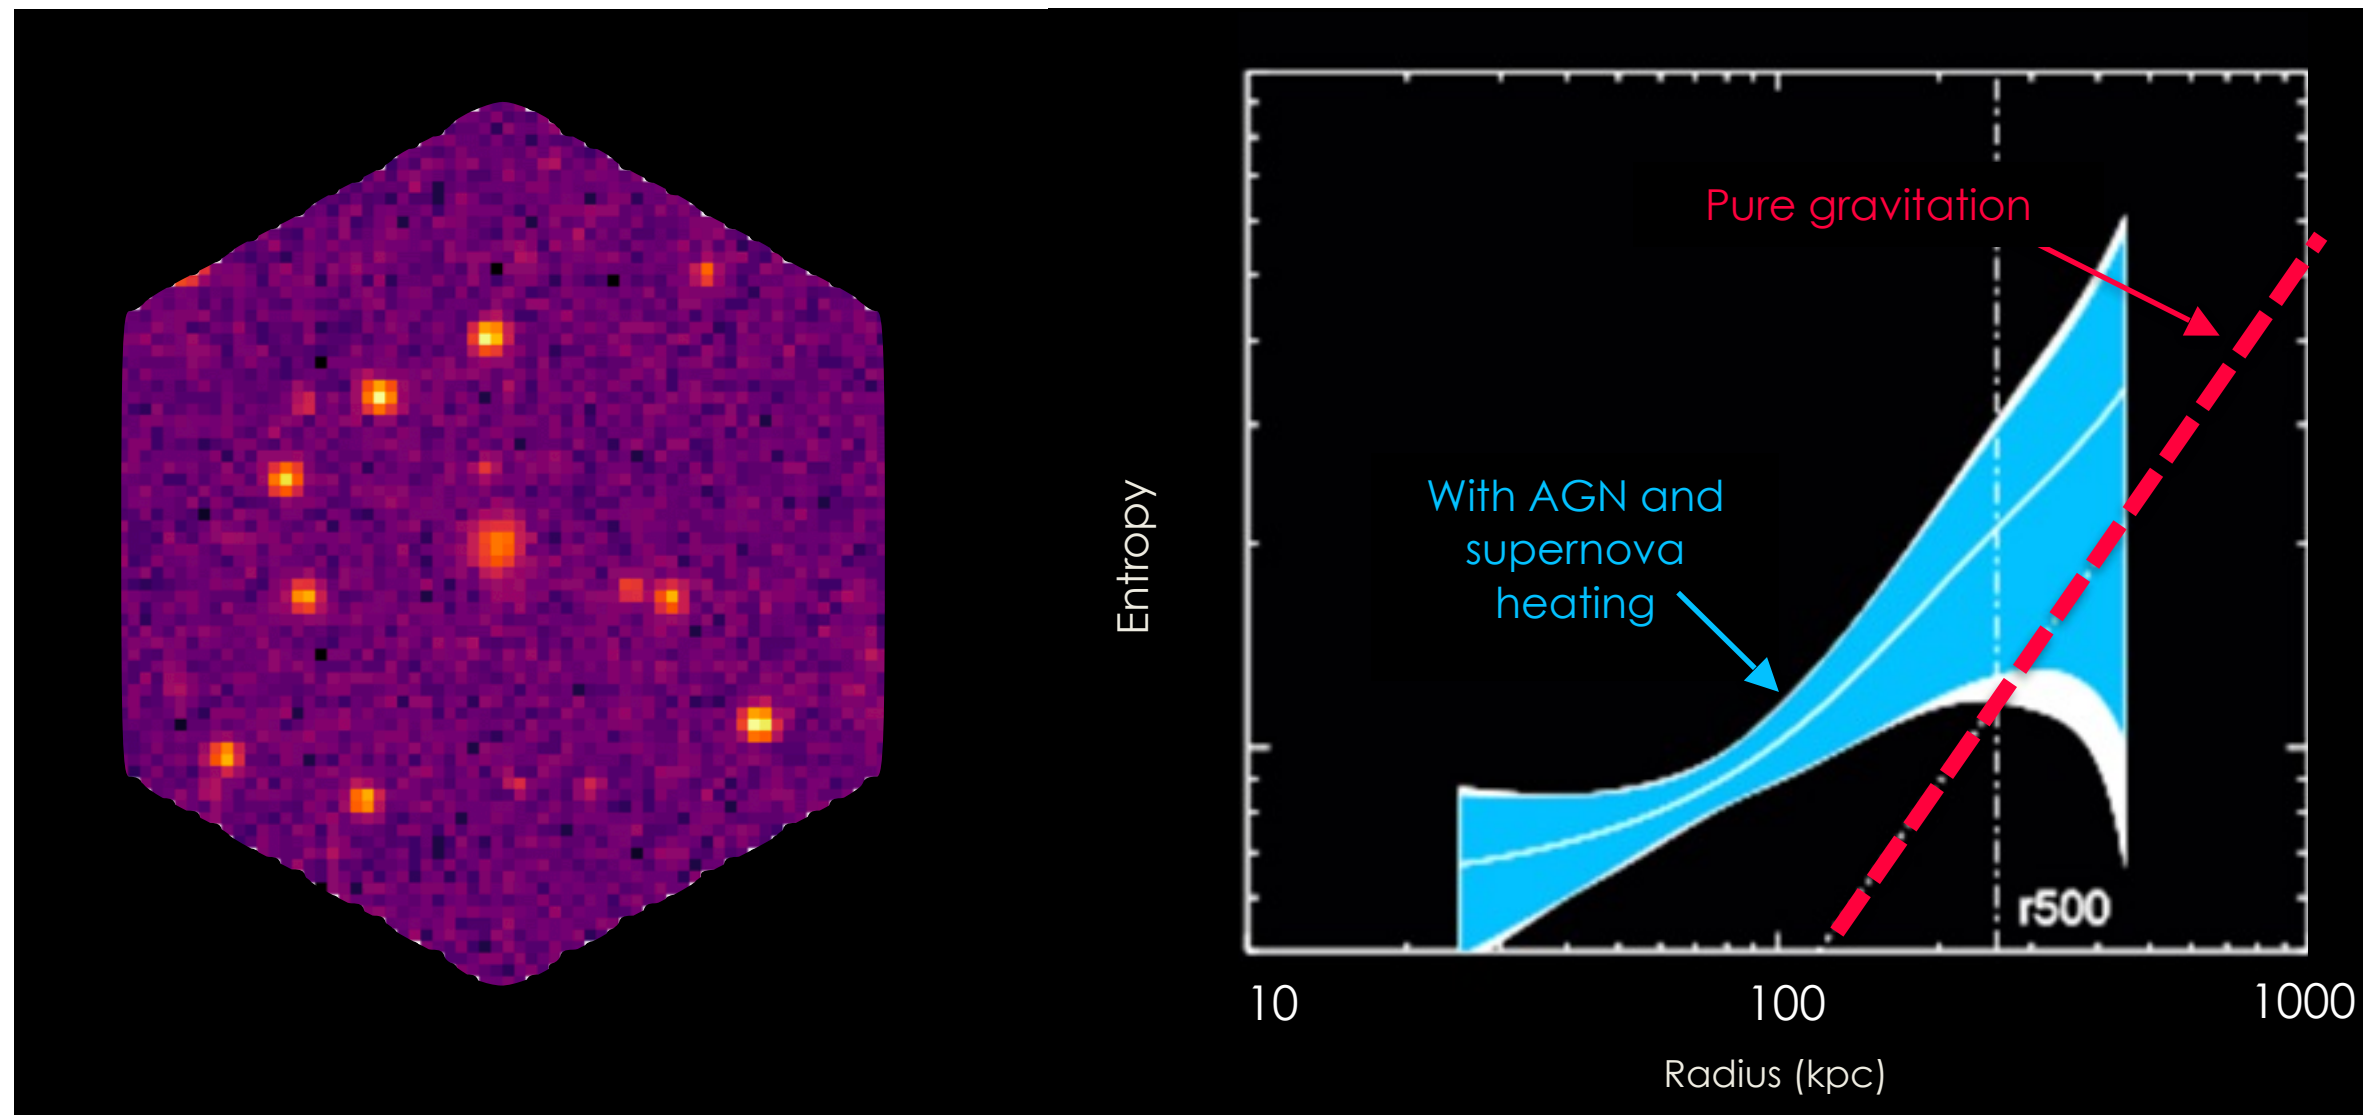 Pure gravitation
With AGN and
supernova
heating
Entropy
r500
10
100
1000
Radius (kpc)